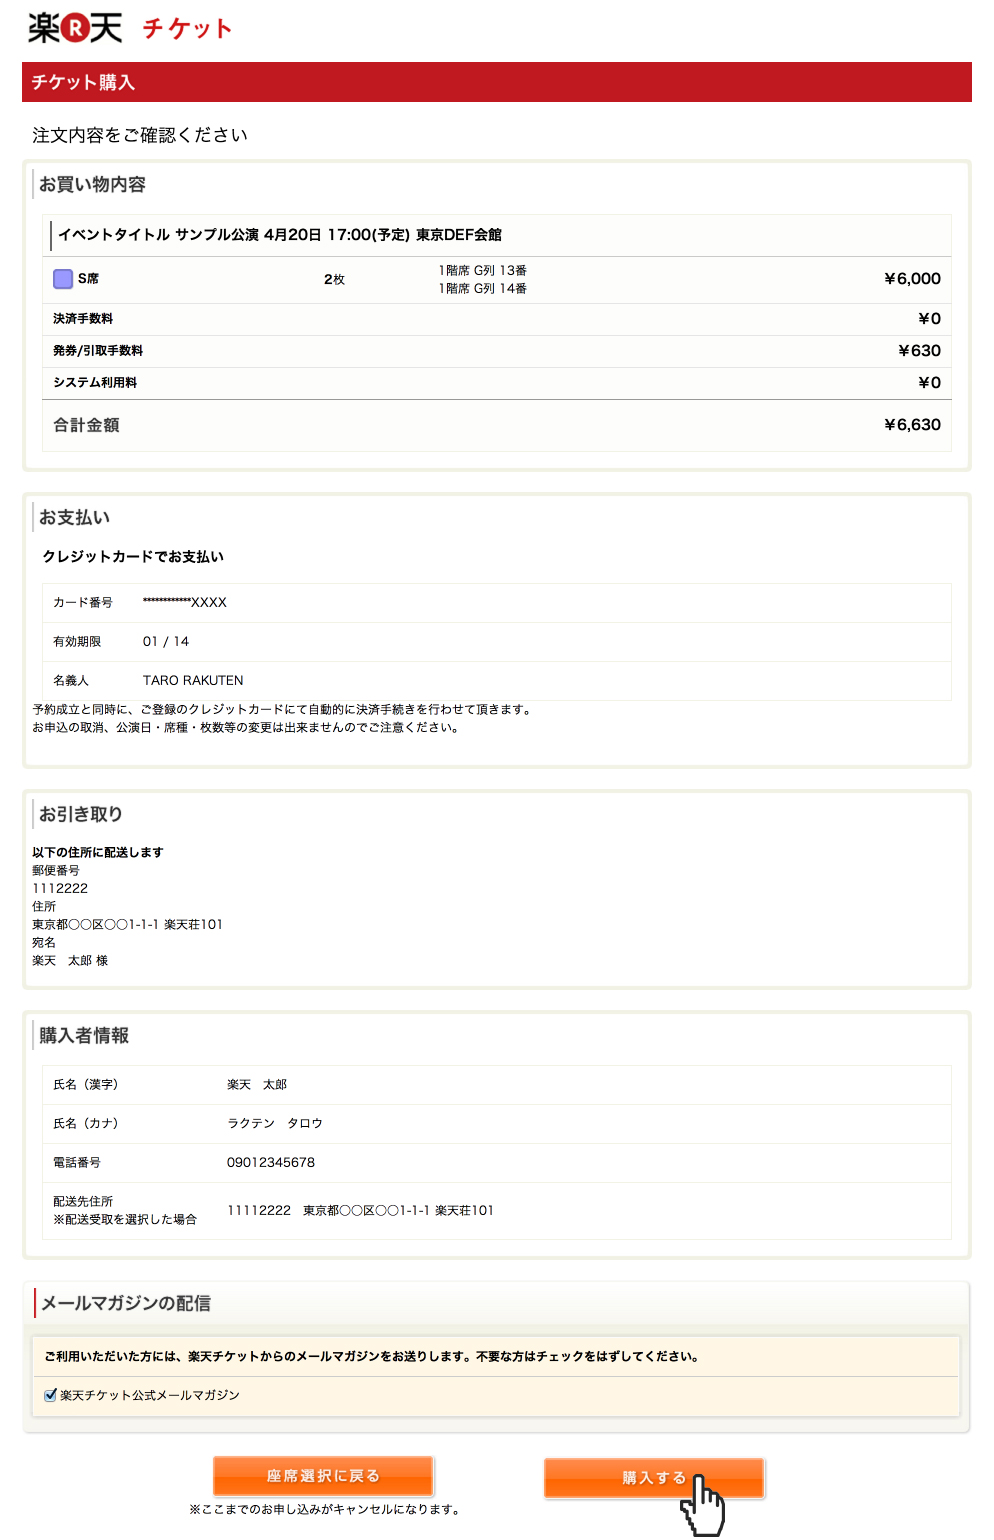 楽R天 チケット
チケット購入
注文内容をご確認ください
お買い物内容
イベントタイトル サンプル公演 4月20日 17:00(予定) 東京DEF会館
S席 2枚 1階席 G列 13番 ¥6,000
1階席 G列 14番
決済手数料 ¥0
発券/引取手数料 ¥630
システム利用料 ¥0
合計金額 ¥6,630
お支払い
クレジットカードでお支払い
カード番号 ************XXXX
有効期限 01 / 14
名義人 TARO RAKUTEN
予約成立と同時に、ご登録のクレジットカードにて自動的に決済手続きを行わせて頂きます。
お申込の取消、公演日・席種・枚数等の変更は出来ませんのでご注意ください。
お引き取り
以下の住所に配送します
郵便番号
1112222
住所
東京都○○区○○1-1-1 楽天荘101
宛名
楽天　太郎 様
購入者情報
氏名（漢字） 楽天　太郎
氏名（カナ） ラクテン　タロウ
電話番号 09012345678
配送先住所
※配送受取を選択した場合 11112222　東京都○○区○○1-1-1 楽天荘101
メールマガジンの配信
ご利用いただいた方には、楽天チケットからのメールマガジンをお送りします。不要な方はチェックをはずしてください。
楽天チケット公式メールマガジン
座席選択に戻る 購入する
※ここまでのお申し込みがキャンセルになります。